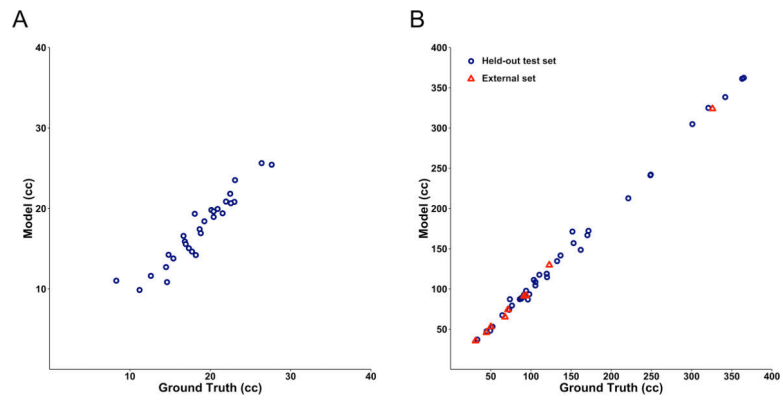 A
40
30
20
10
Model (cc)
10 20 30 40
Ground Truth (cc)
B
400
350
300
250
200
150
100
50
Model (cc)
Held-out test set
External set
50 100 150 200 250 300 350 400
Ground Truth (cc)